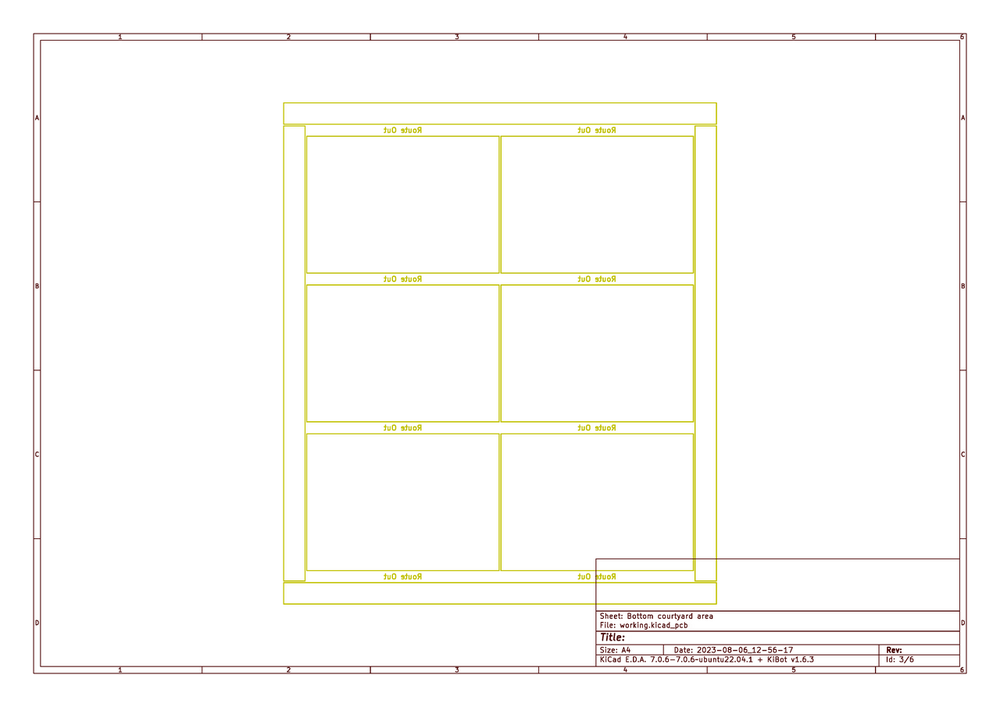 1 2 3 4 5 6
A A
Route Out Route Out
Route Out Route Out
B B
Route Out Route Out
C C
Route Out Route Out
Sheet: Bottom courtyard area
File: working.kicad_pcb
D D
Title:
Size: A4 Date: 2023-08-06_12-56-17 Rev:
KiCad E.D.A. 7.0.6-7.0.6~ubuntu22.04.1 + KiBot v1.6.3 Id: 3/6
1 2 3 4 5 6